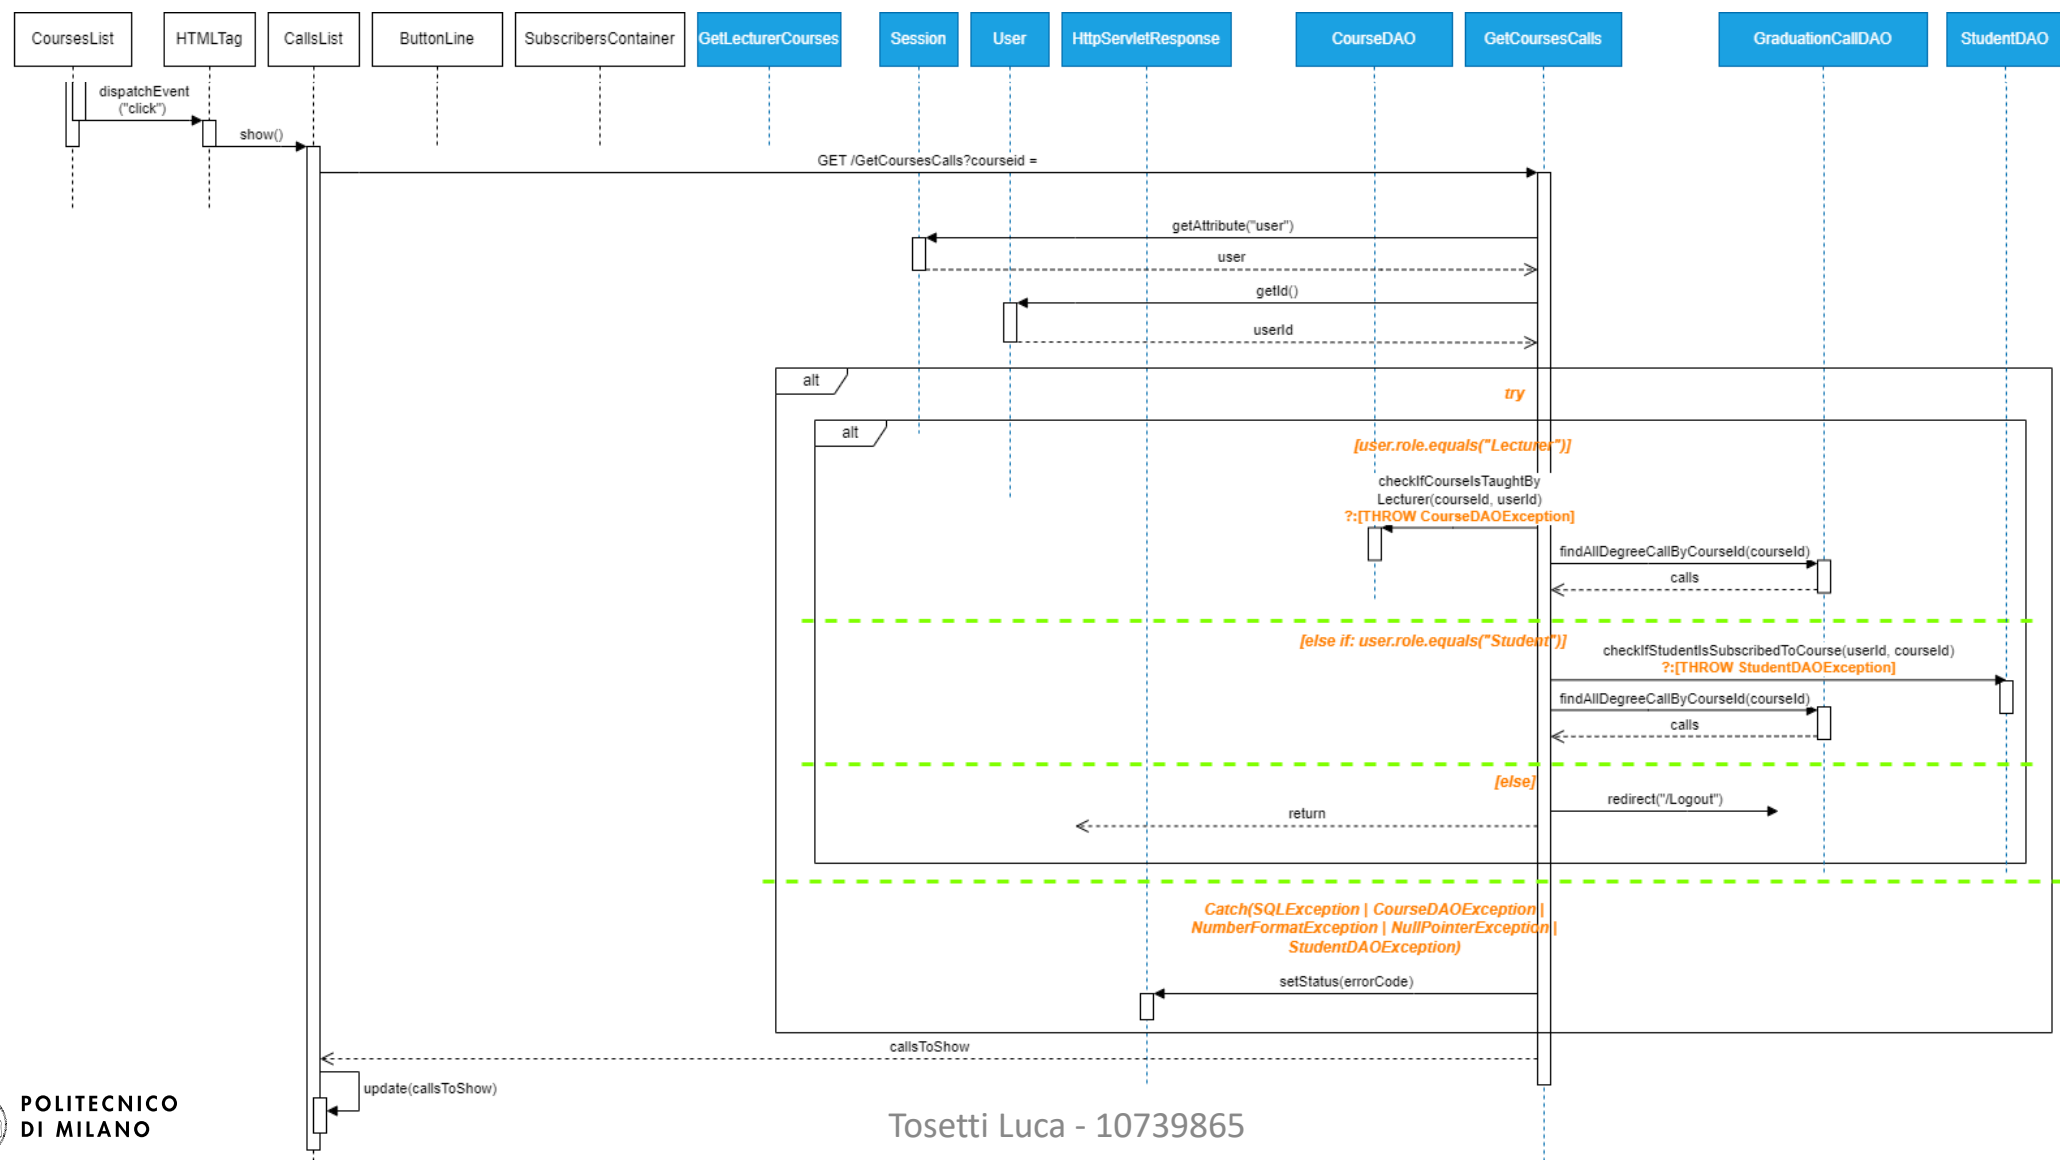 CoursesList
HTMLTag
CallsList
ButtonLine
SubscribersContainer
GetLecturerCourses
Session
User
HttpServletResponse
CourseDAO
GetCoursesCalls
GraduationCallDAO
StudentDAO
dispatchEvent
("click")
show()
GET /GetCoursesCalls?courseid =
getAttribute("user")
user
getId()
userId
alt
try
alt
[user.role.equals("Lecturer")]
checkIfCourseIsTaughtBy
Lecturer(courseId, userId)
?:[THROW CourseDAOException]
findAllDegreeCallByCourseId(courseId)
calls
[else if: user.role.equals("Student")]
checkIfStudentIsSubscribedToCourse(userId, courseId)
?:[THROW StudentDAOException]
findAllDegreeCallByCourseId(courseId)
calls
[else]
redirect("/Logout")
return
Catch(SQLException | CourseDAOException |
NumberFormatException | NullPointerException |
StudentDAOException)
setStatus(errorCode)
callsToShow
update(callsToShow)
POLITECNICO
DI MILANO
Tosetti Luca - 10739865